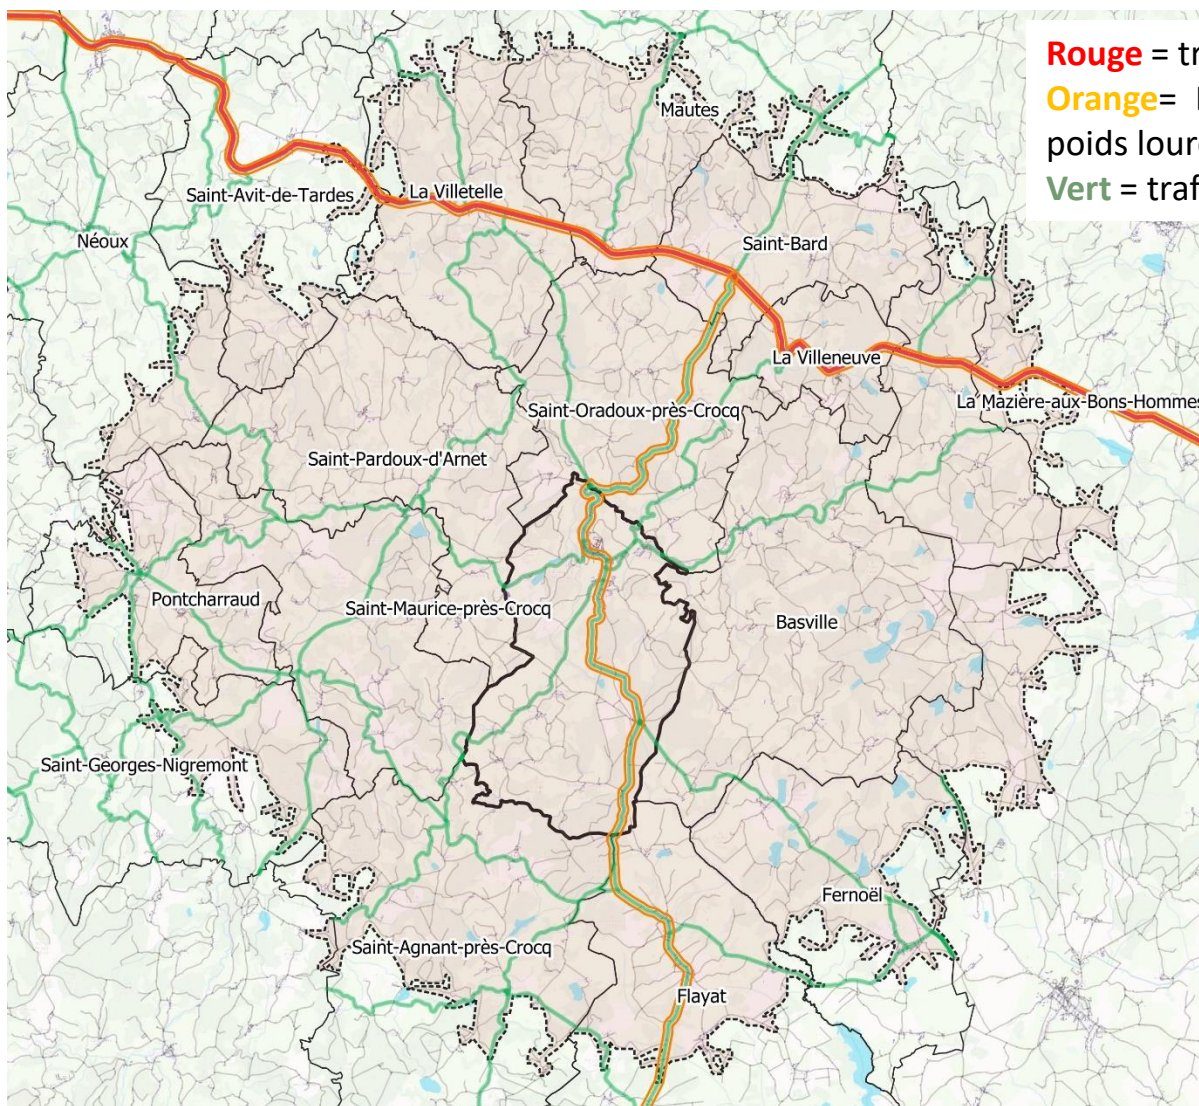 Rouge = tr
Orange= 
poids lour
Vert = traf
Mautes
Saint-Avit-de-Tardes
La Villetelle
Néoux
Saint-Bard
La Villeneuve
La Mazière-aux-Bons-Hommes
Saint-Oradoux-près-Crocq
Saint-Pardoux-d'Arnet
Pontcharraud
Saint-Maurice-près-Crocq
Basville
Saint-Georges-Nigremont
Fernoël
Saint-Agnant-près-Crocq
Flayat